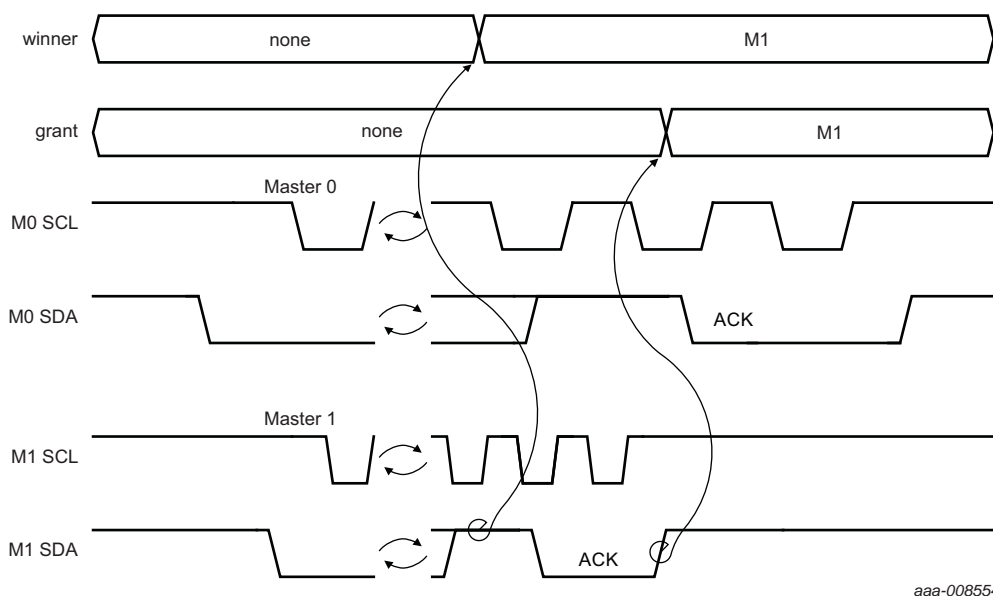 winner
none
M1
grant
none
M1
Master 0
M0 SCL
M0 SDA
ACK
Master 1
M1 SCL
M1 SDA
ACK